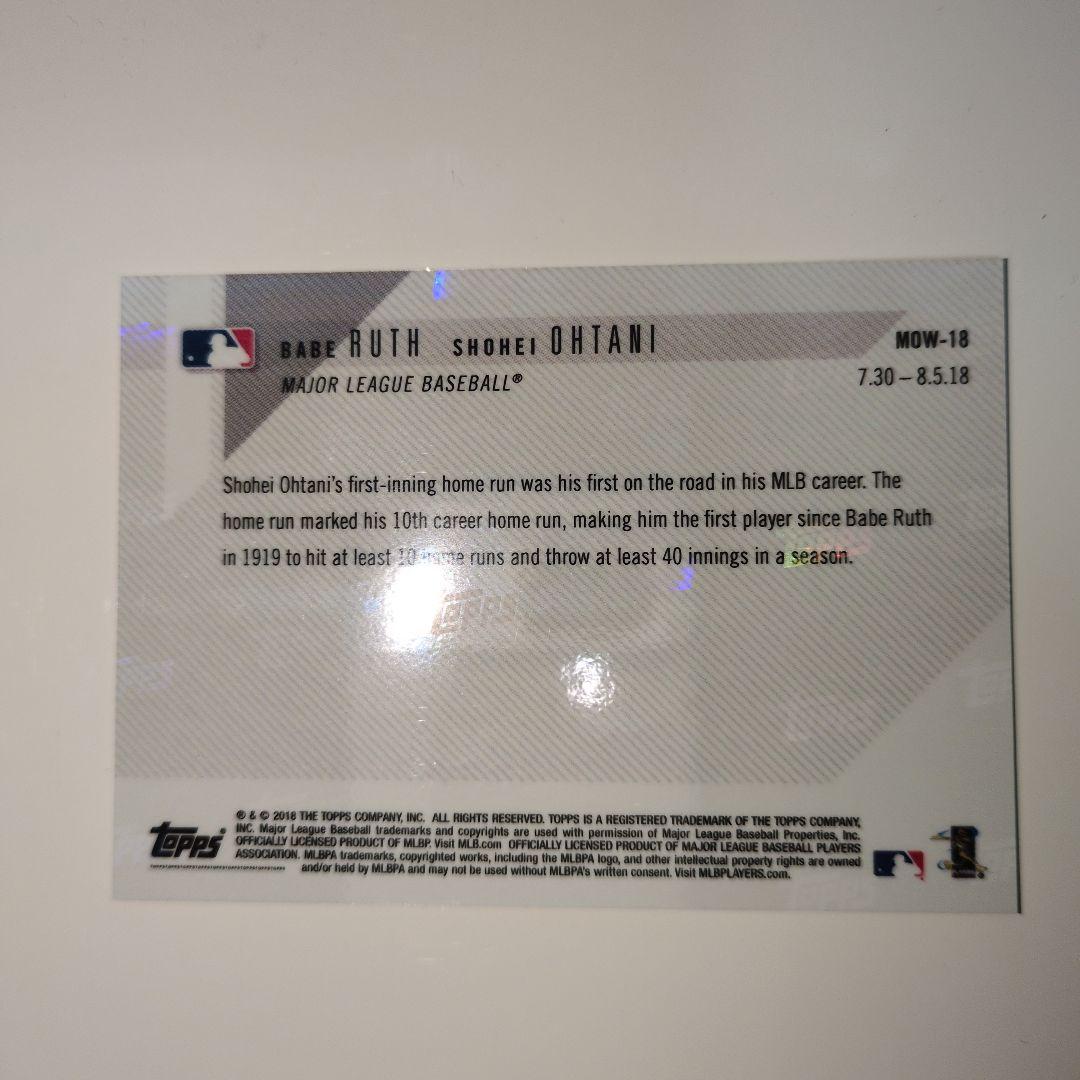 BABE RUTH SHOHEI OHTANI
MOW-18
MAJOR LEAGUE BASEBALL®
7.30 – 8.5.18
Shohei Ohtani's first-inning home run was his first on the road in his MLB career. The
home run marked his 10th career home run, making him the first player since Babe Ruth
in 1919 to hit at least 10 home runs and throw at least 40 innings in a season.
topps
topps®
® & © 2018 THE TOPPS COMPANY, INC. ALL RIGHTS RESERVED. TOPPS IS A REGISTERED TRADEMARK OF THE TOPPS COMPANY,
INC. Major League Baseball trademarks and copyrights are used with permission of Major League Baseball Properties, Inc.
OFFICIALLY LICENSED PRODUCT OF MLBP. Visit MLB.com OFFICIALLY LICENSED PRODUCT OF MAJOR LEAGUE BASEBALL PLAYERS
ASSOCIATION. MLBPA trademarks, copyrighted works, including the MLBPA logo, and other intellectual property rights are owned
and/or held by MLBPA and may not be used without MLBPA's written consent. Visit MLBPLAYERS.com.